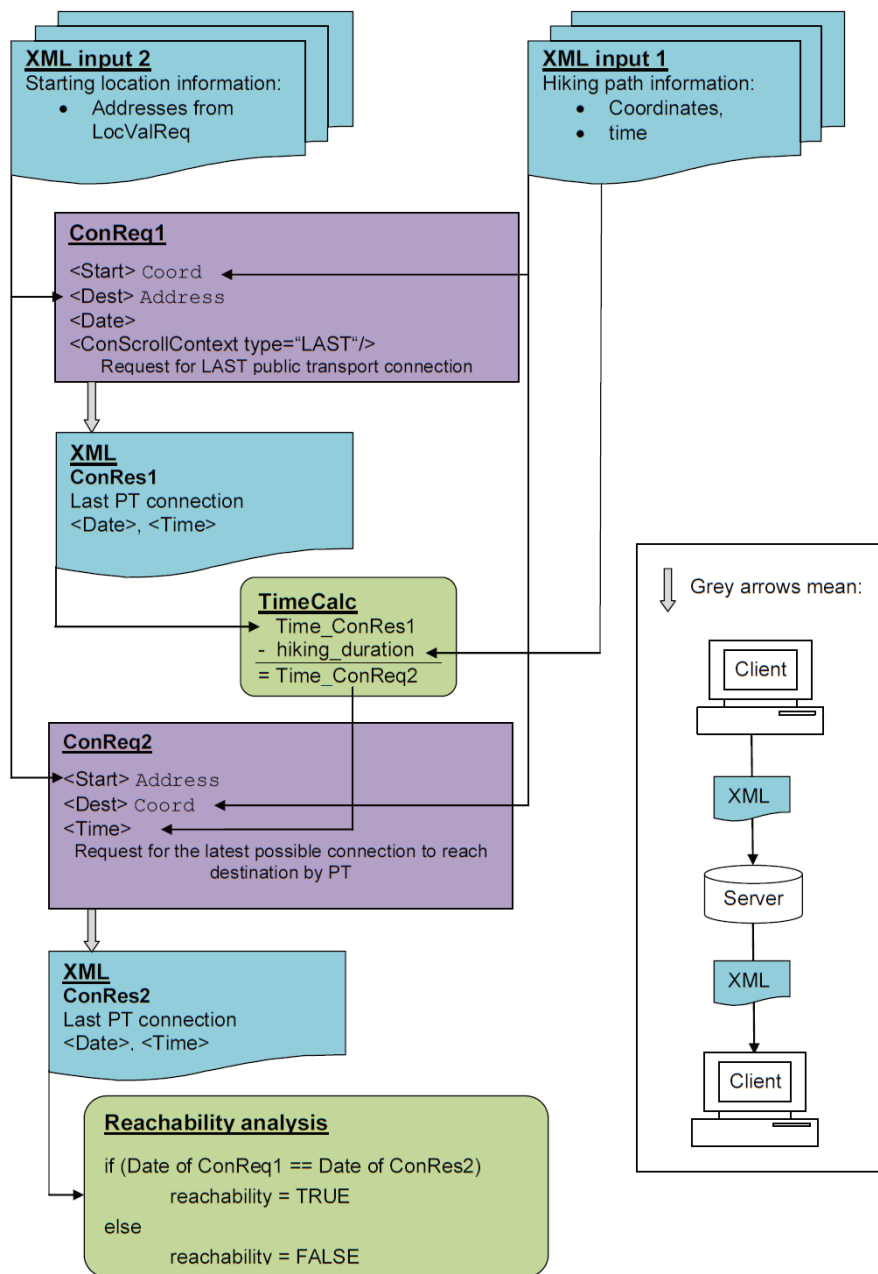 XML input 2
Starting location information:
• Addresses from
LocValReq
XML input 1
Hiking path information:
• Coordinates,
• time
ConReq1
<Start> Coord
<Dest> Address
<Date>
<ConScrollContext type=“LAST“/>
Request for LAST public transport connection
XML
ConRes1
Last PT connection
<Date>, <Time>
TimeCalc
Time_ConRes1
- hiking_duration
= Time_ConReq2
ConReq2
<Start> Address
<Dest> Coord
<Time>
Request for the latest possible connection to reach
destination by PT
XML
ConRes2
Last PT connection
<Date>, <Time>
Reachability analysis
if (Date of ConReq1 == Date of ConRes2)
reachability = TRUE
else
reachability = FALSE
Grey arrows mean:
Client
XML
Server
XML
Client